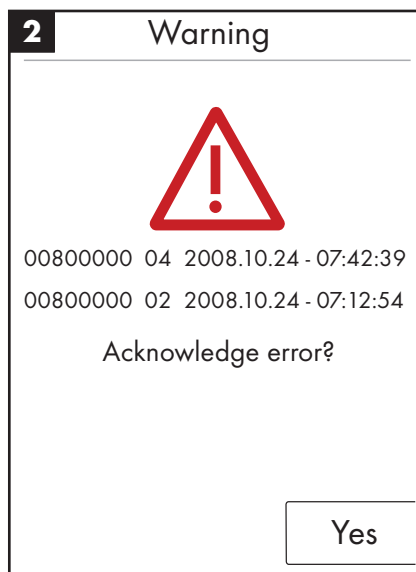 2
Warning
00800000 04 2008.10.24 - 07:42:39
00800000 02 2008.10.24 - 07:12:54
Acknowledge error?
Yes